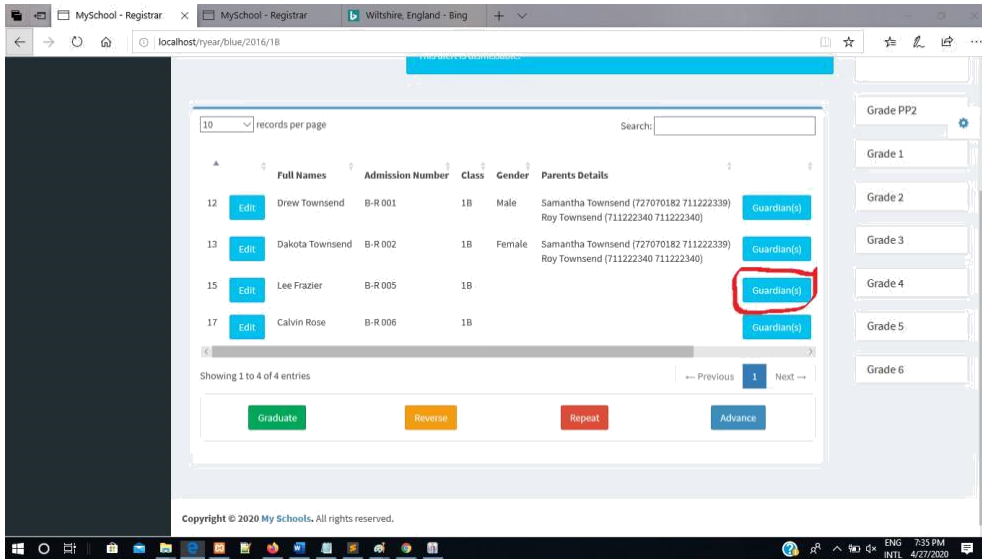 MySchool - Registrar
MySchool - Registrar
Wiltshire, England - Bing
localhost/ryear/blue/2016/1B
This alert is dismissable.
10 records per page
Search:
Full Names Admission Number Class Gender Parents Details
12 Edit Drew Townsend B-R 001 1B Male Samantha Townsend (727070182 711222339) Guardian(s)
Roy Townsend (711222340 711222340)
13 Edit Dakota Townsend B-R 002 1B Female Samantha Townsend (727070182 711222339) Guardian(s)
Roy Townsend (711222340 711222340)
15 Edit Lee Frazier B-R 005 1B Guardian(s)
17 Edit Calvin Rose B-R 006 1B Guardian(s)
Showing 1 to 4 of 4 entries
← Previous 1 Next →
Graduate Reverse Repeat Advance
Grade PP2
Grade 1
Grade 2
Grade 3
Grade 4
Grade 5
Grade 6
Copyright © 2020 My Schools. All rights reserved.
ENG 7:35 PM
INTL 4/27/2020